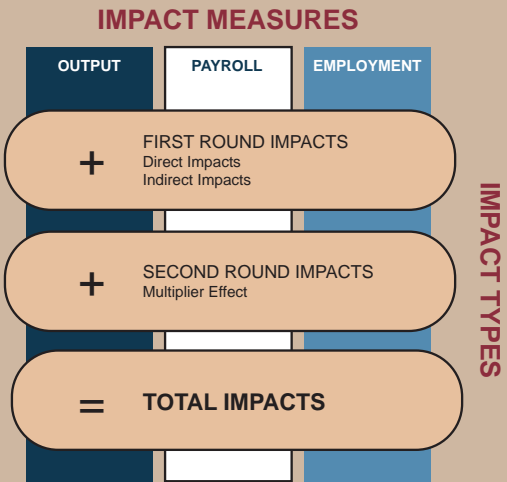 IMPACT MEASURES
OUTPUT
PAYROLL
EMPLOYMENT
+
FIRST ROUND IMPACTS
Direct Impacts
Indirect Impacts
+
SECOND ROUND IMPACTS
Multiplier Effect
=
TOTAL IMPACTS
IMPACT TYPES